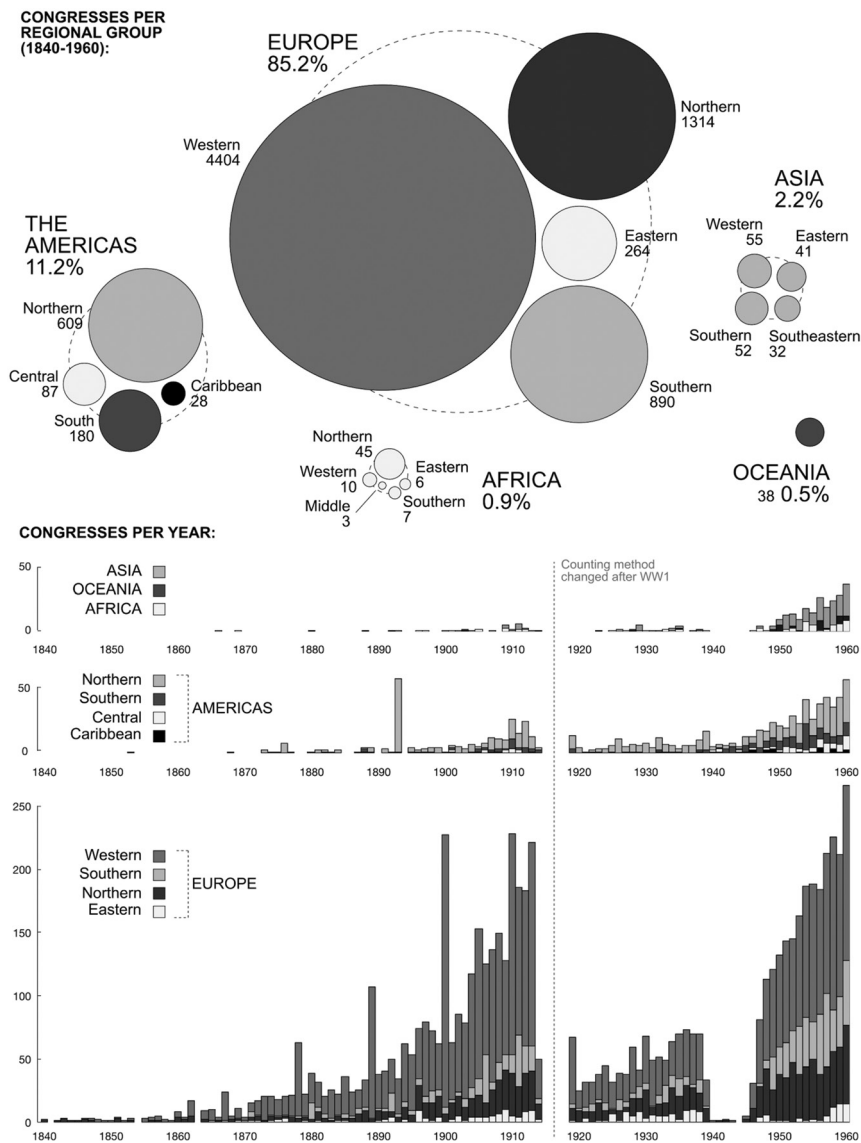 CONGRESSES PER
REGIONAL GROUP
(1840-1960):
EUROPE
85.2%
Western
4404
Northern
1314
Eastern
264
Southern
890
THE
AMERICAS
11.2%
Northern
609
Central
87
Caribbean
28
South
180
ASIA
2.2%
Western
55
Eastern
41
Southern
52
Southeastern
32
Northern
45
Western
10
Eastern
6
Middle
3
Southern
7
AFRICA
0.9%
OCEANIA
38 0.5%
CONGRESSES PER YEAR:
50
ASIA
OCEANIA
AFRICA
0
Counting method
changed after WW1
1840 1850 1860 1870 1880 1890 1900 1910 1920 1930 1940 1950 1960
50
Northern
Southern
Central
Caribbean
AMERICAS
0
1840 1850 1860 1870 1880 1890 1900 1910 1920 1930 1940 1950 1960
250
200
150
100
50
0
Western
Southern
Northern
Eastern
EUROPE
1840 1850 1860 1870 1880 1890 1900 1910 1920 1930 1940 1950 1960